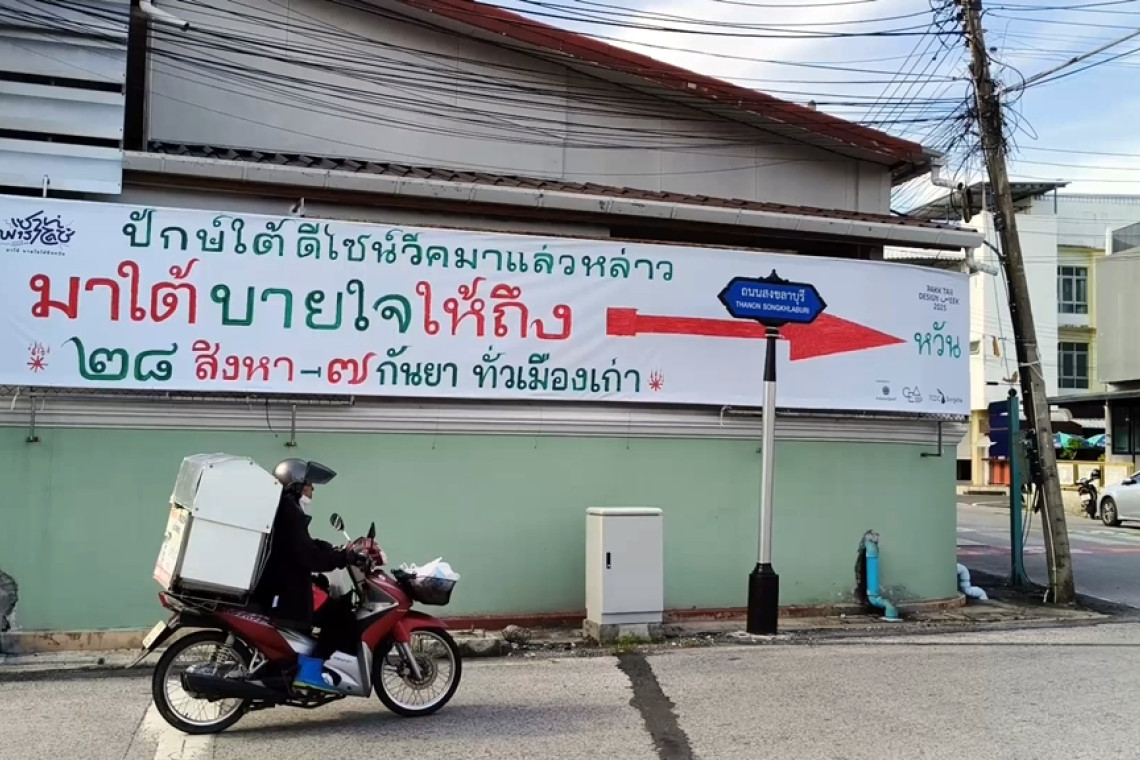 ปักษ์ใต้ดีไซน์วีคมาแล่วหล่าว
มาใต้ บายใจ ให้ถึง
หวัน
๒๘ สิงหา - ๗ กันยา ทั่วเมืองเก่า
PAKK TAII
DESIGN WEEK
2025
ถนนสงขลาบุรี
THANON SONGKHLABURI